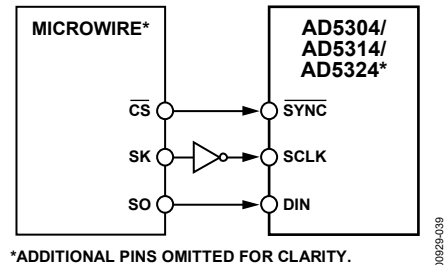 MICROWIRE*
AD5304/
AD5314/
AD5324*
CS
SYNC
SK
SCLK
SO
DIN
*ADDITIONAL PINS OMITTED FOR CLARITY.
00929-039